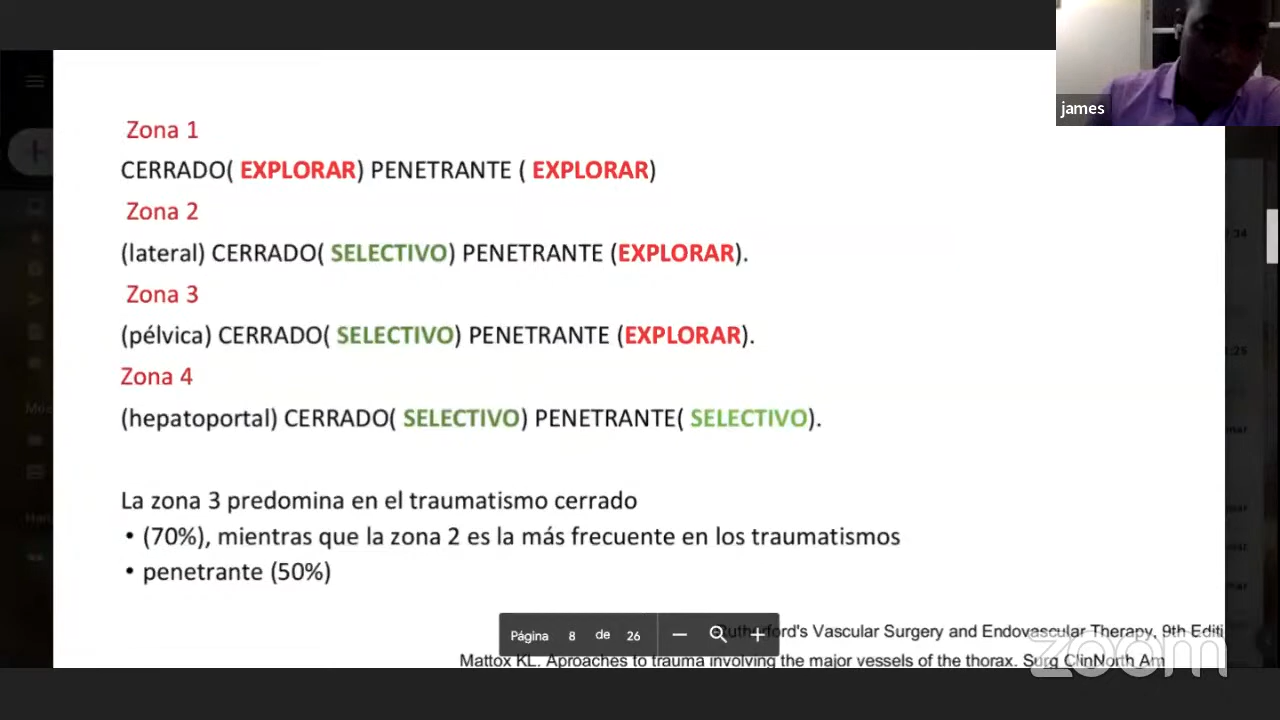 james
Zona 1
CERRADO( EXPLORAR) PENETRANTE ( EXPLORAR)
Zona 2
(lateral) CERRADO( SELECTIVO) PENETRANTE (EXPLORAR).
Zona 3
(pélvica) CERRADO( SELECTIVO) PENETRANTE (EXPLORAR).
Zona 4
(hepatoportal) CERRADO( SELECTIVO) PENETRANTE( SELECTIVO).
La zona 3 predomina en el traumatismo cerrado
• (70%), mientras que la zona 2 es la más frecuente en los traumatismos
• penetrante (50%)
Página 8 de 26
Rutherford's Vascular Surgery and Endovascular Therapy, 9th Editi
Mattox KL. Aproaches to trauma involving the major vessels of the thorax. Surg ClinNorth Am
zoom